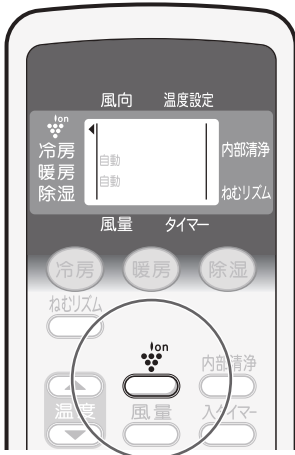 風向 温度設定
ion
冷房
暖房
除湿
自動
自動
内部清浄
ねむリズム
風量 タイマー
冷房 暖房 除湿
ねむリズム
ion
内部清浄
温度 風量 入タイマー